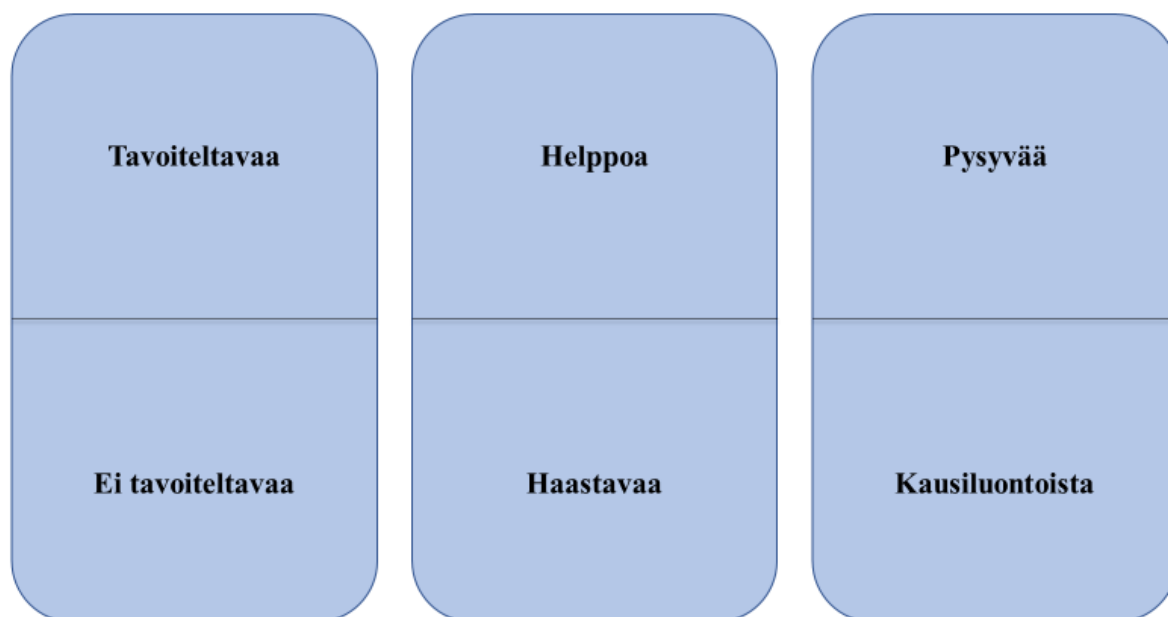 Tavoiteltavaa
Helppoa
Pysyvää
Ei tavoiteltavaa
Haastavaa
Kausiluontoista